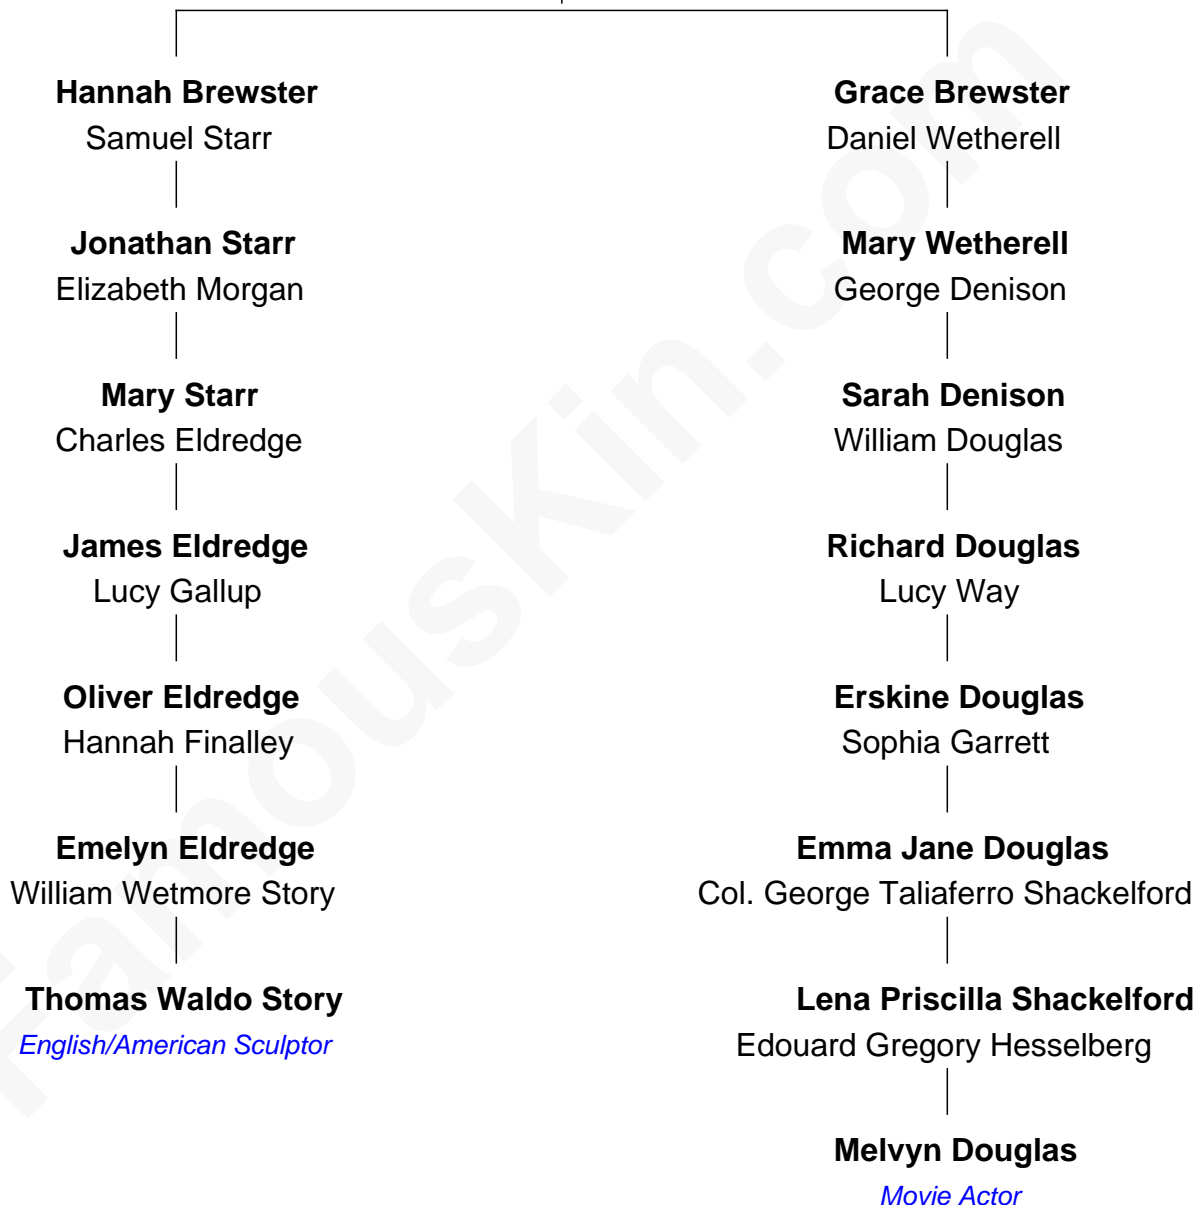 Hannah Brewster
Samuel Starr
Grace Brewster
Daniel Wetherell
Jonathan Starr
Elizabeth Morgan
Mary Wetherell
George Denison
Mary Starr
Charles Eldredge
Sarah Denison
William Douglas
James Eldredge
Lucy Gallup
Richard Douglas
Lucy Way
Oliver Eldredge
Hannah Finalley
Erskine Douglas
Sophia Garrett
Emelyn Eldredge
William Wetmore Story
Emma Jane Douglas
Col. George Taliaferro Shackelford
Thomas Waldo Story
English/American Sculptor
Lena Priscilla Shackelford
Edouard Gregory Hesselberg
Melvyn Douglas
Movie Actor
FamousKin.com